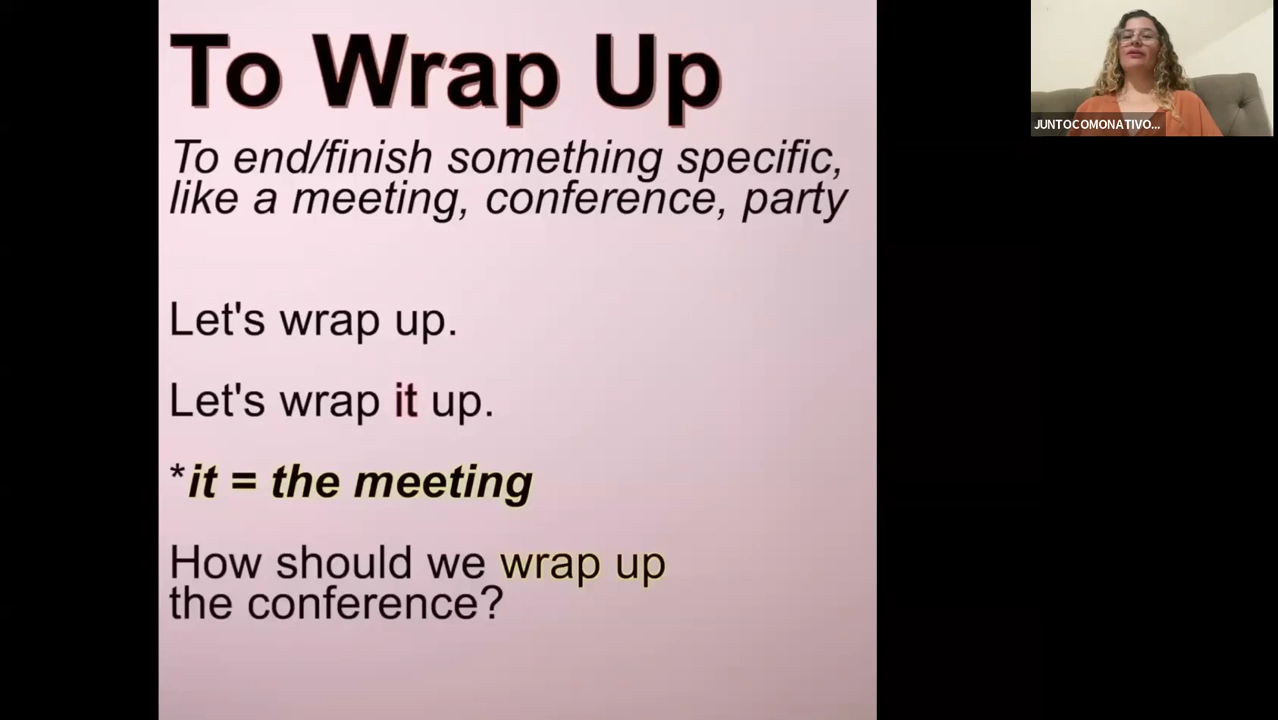 To Wrap Up
To end/finish something specific,
like a meeting, conference, party
Let's wrap up.
Let's wrap it up.
*it = the meeting
How should we wrap up
the conference?
JUNTOCOMONATIVO...